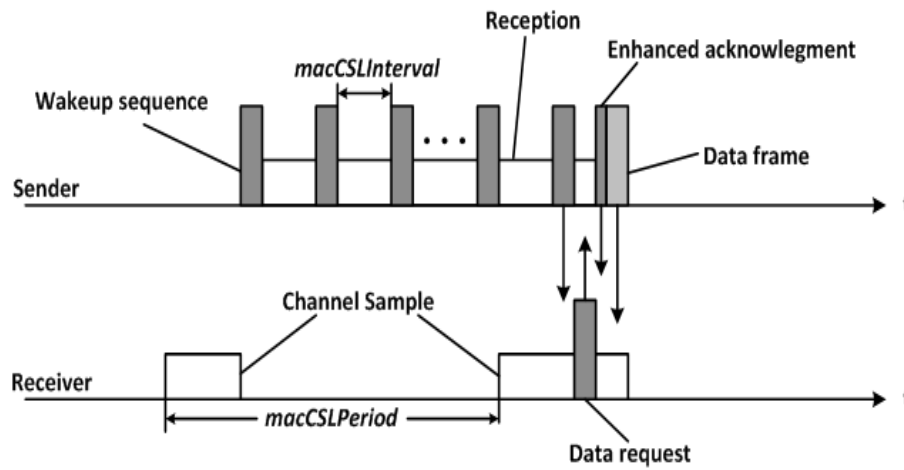 Reception
Enhanced acknowlegment
macCSLInterval
Wakeup sequence
• • •
Data frame
Sender
t
Channel Sample
Receiver
t
macCSLPeriod
Data request